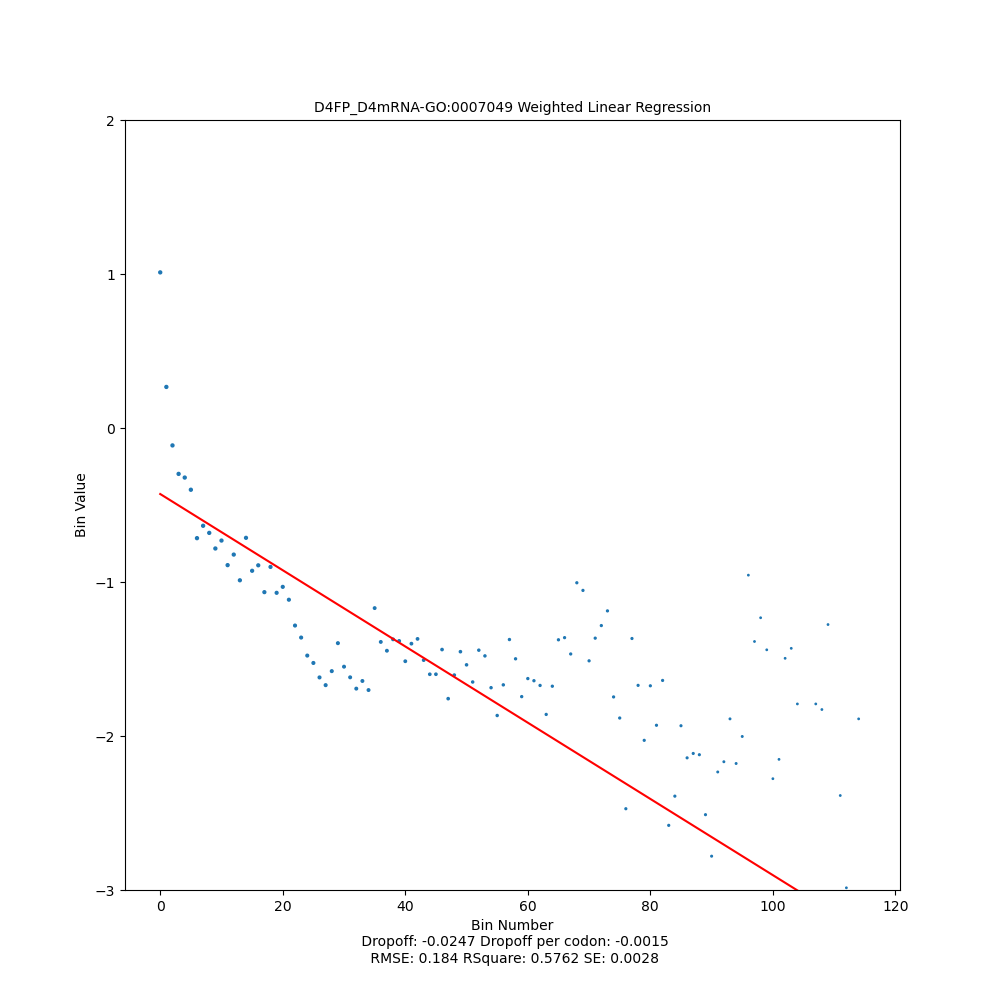 D4FP_D4mRNA-GO:0007049 Weighted Linear Regression
2
1
0
−1
−2
−3
Bin Value
0 20 40 60 80 100 120
Bin Number
Dropoff: -0.0247 Dropoff per codon: -0.0015
RMSE: 0.184 RSquare: 0.5762 SE: 0.0028